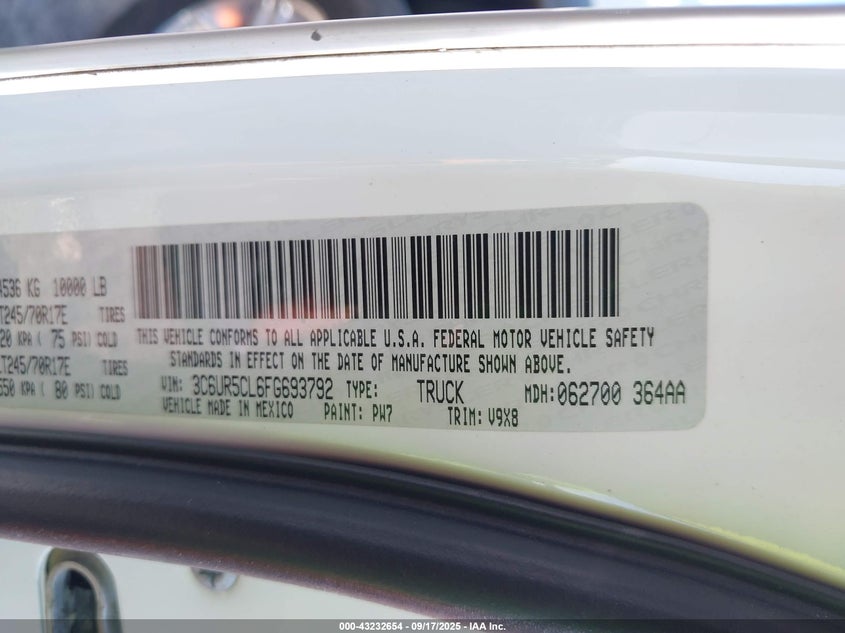 4536 KG 10000 LB
T245/70R17E TIRES
20 KPA ( 75 PSI) COLD
LT245/70R17E TIRES
550 KPA ( 80 PSI) COLD
THIS VEHICLE CONFORMS TO ALL APPLICABLE U.S.A. FEDERAL MOTOR VEHICLE SAFETY
STANDARDS IN EFFECT ON THE DATE OF MANUFACTURE SHOWN ABOVE.
VIN: 3C6UR5CL6FG693792 TYPE: TRUCK MDH: 062700 364AA
VEHICLE MADE IN MEXICO PAINT: PW7 TRIM: V9X8
000-43232654 - 09/17/2025 - IAA Inc.